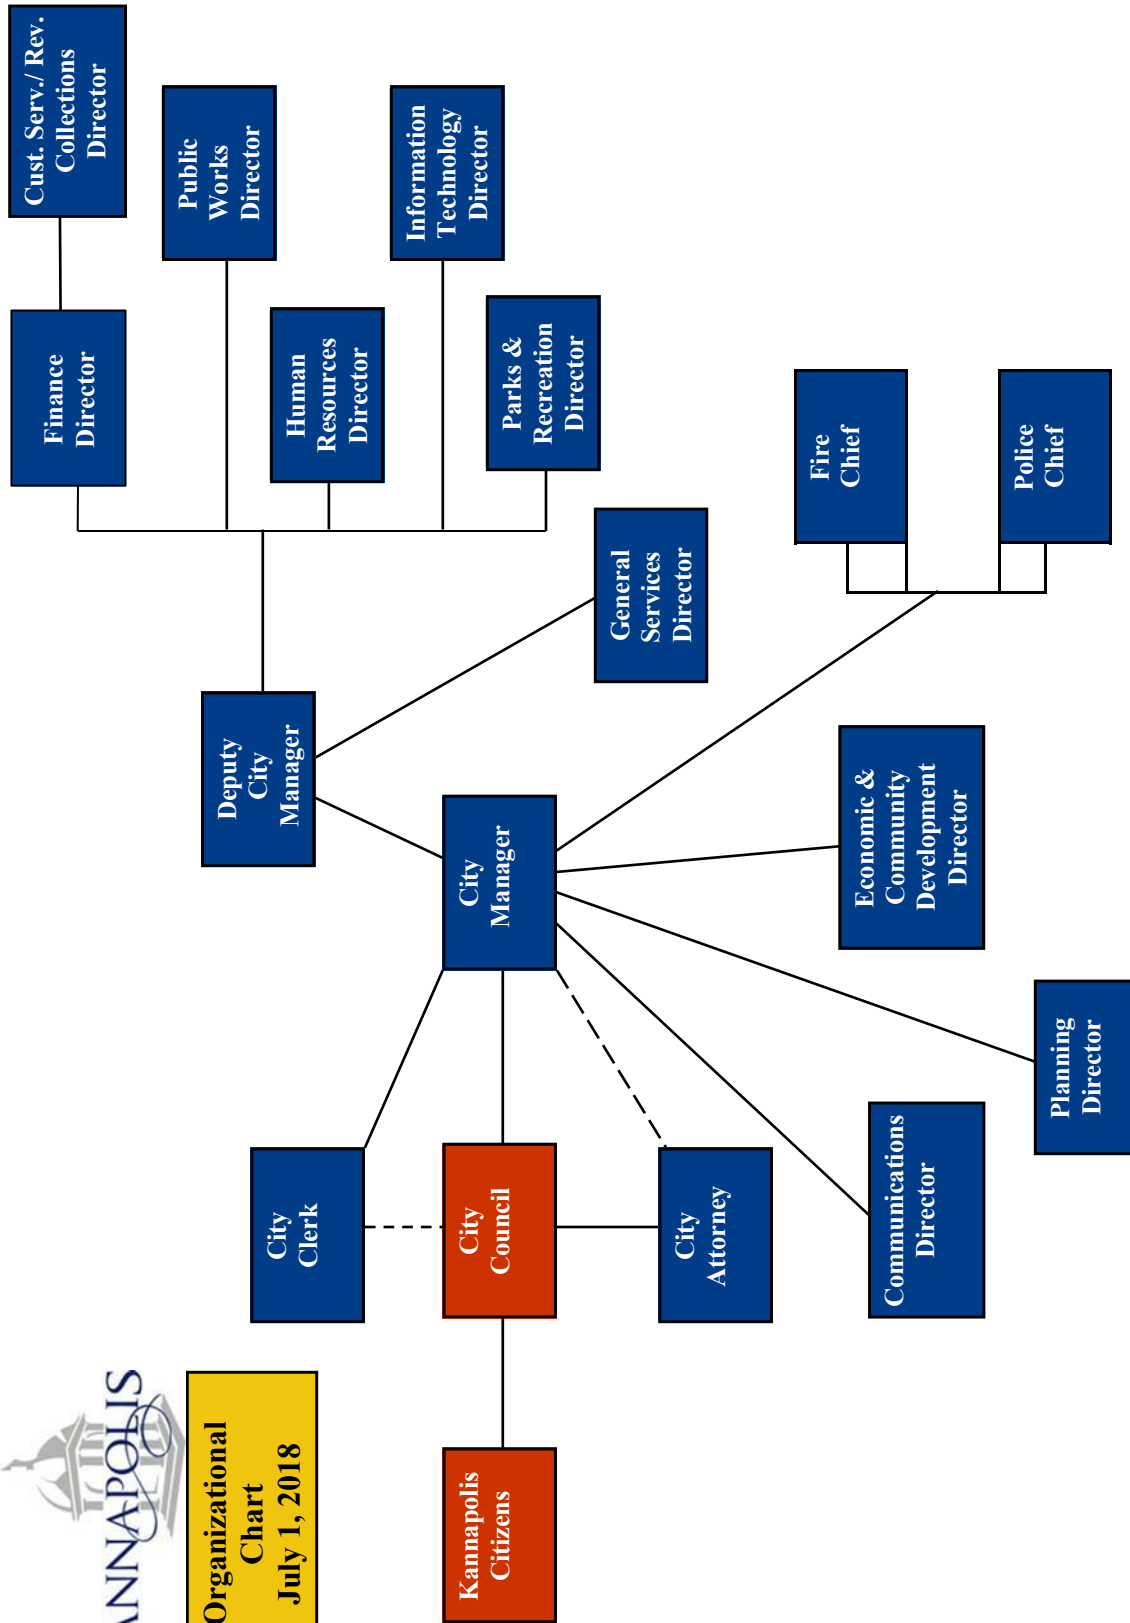 ANNAPOLIS
Organizational
Chart
July 1, 2018
Kannapolis
Citizens
City
Council
City
Clerk
City
Attorney
City
Manager
Deputy
City
Manager
Finance
Director
Cust. Serv./ Rev.
Collections
Director
Public
Works
Director
Human
Resources
Director
Information
Technology
Director
Parks &
Recreation
Director
General
Services
Director
Fire
Chief
Police
Chief
Economic &
Community
Development
Director
Planning
Director
Communications
Director